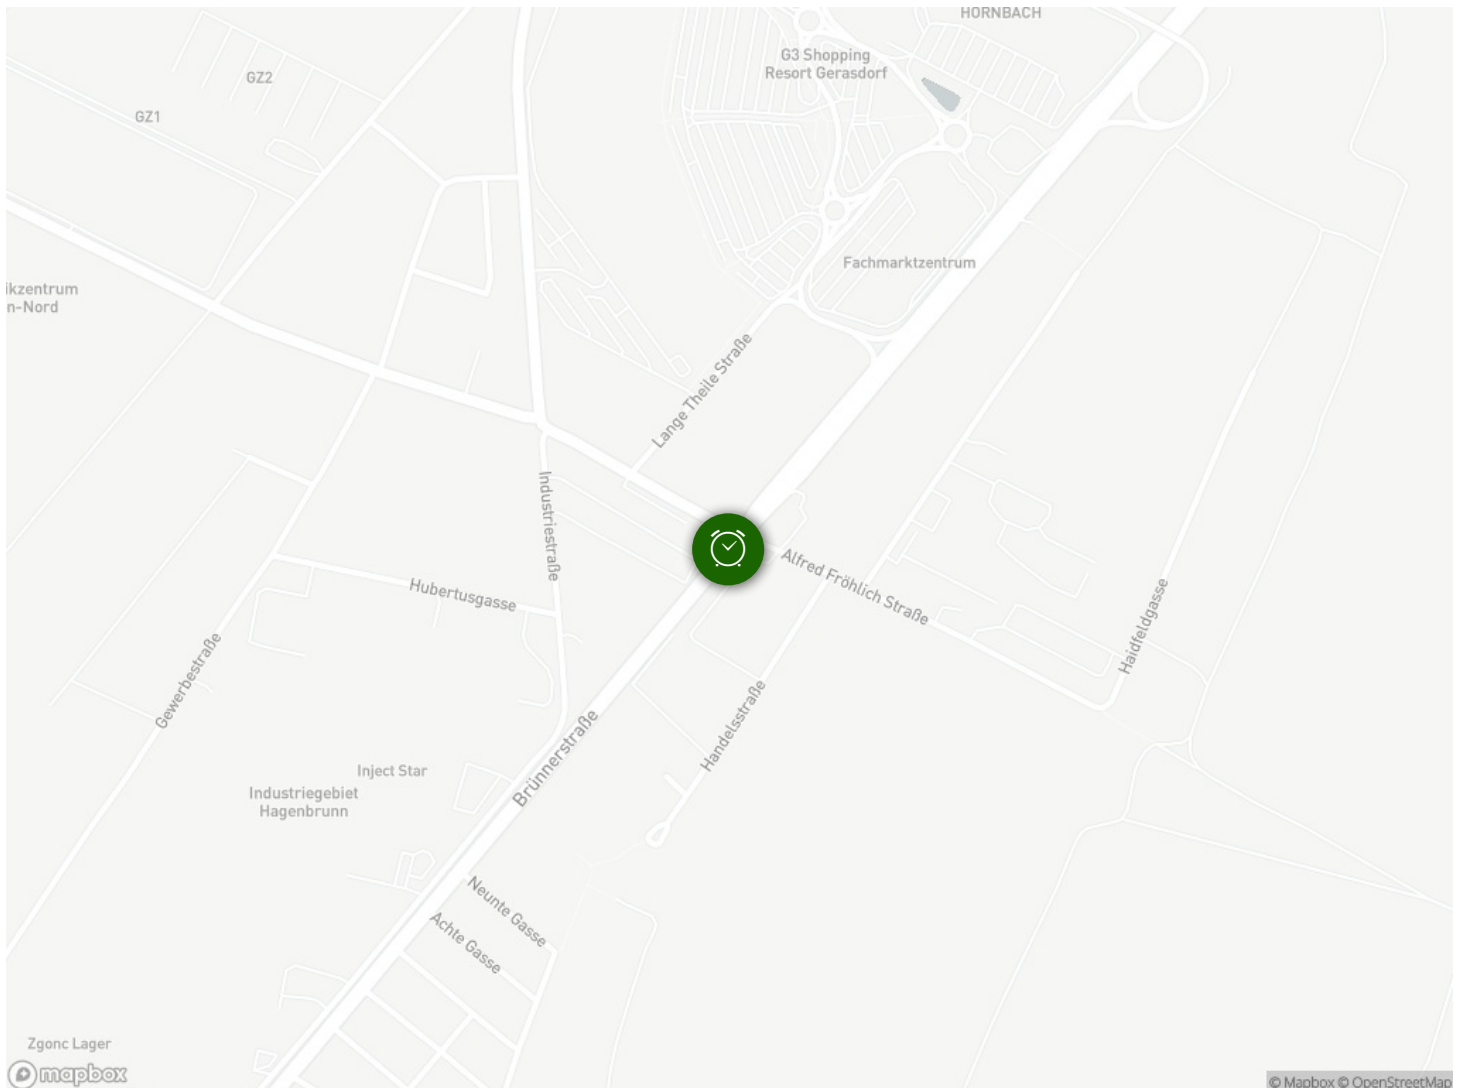 HORNBACH
G3 Shopping
Resort Gerasdorf
GZ2
GZ1
Fachmarktzentrum
ikzentrum
n-Nord
Lange Theile Straße
Industriestraße
Alfred Fröhlich Straße
Hubertusgasse
Haidfeldgasse
Gewerbestraße
Handelsstraße
Brünnerstraße
Inject Star
Industriegebiet
Hagenbrunn
Neunte Gasse
Achte Gasse
Zgonc Lager
mapbox
© Mapbox © OpenStreetMap